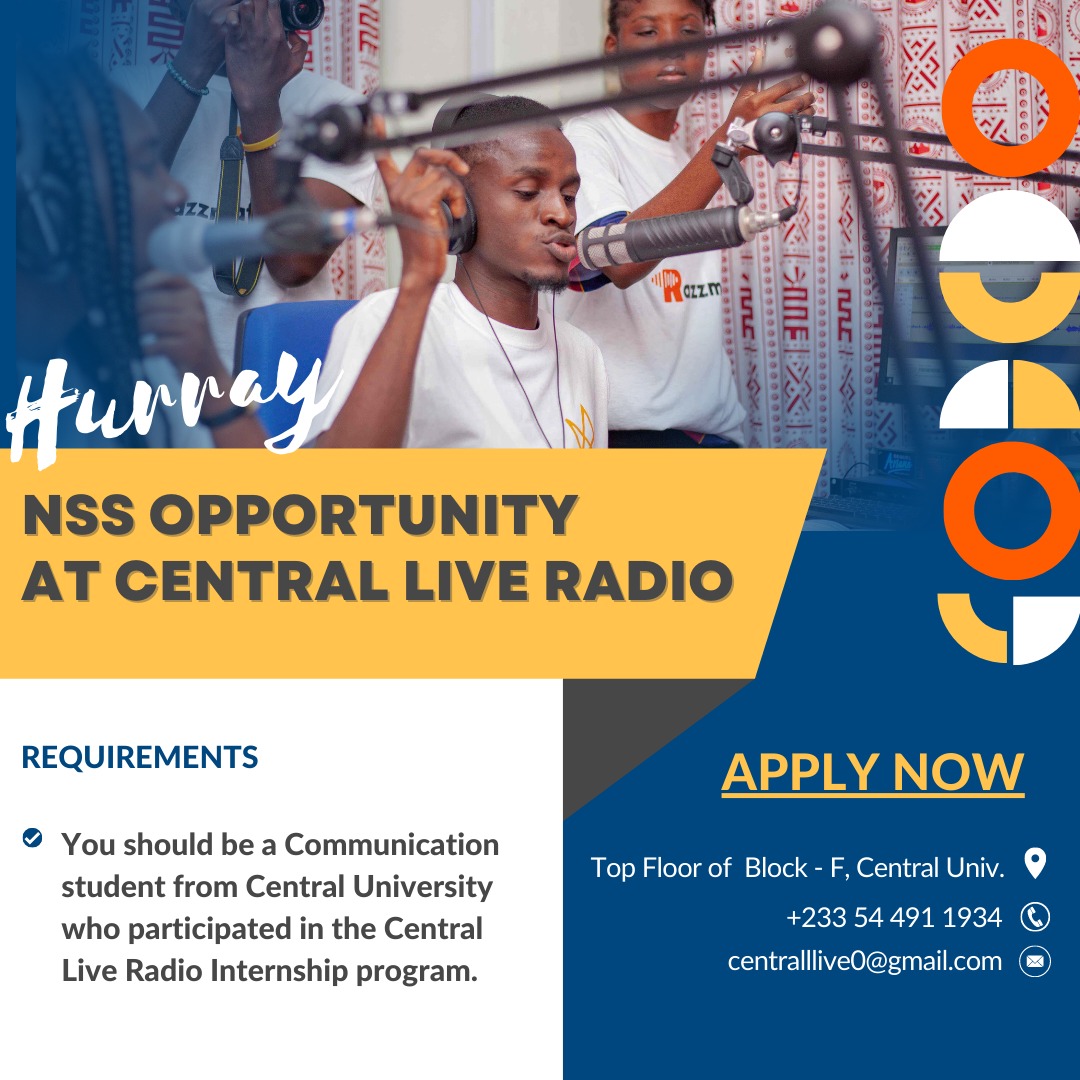 Razz.m
Hurray
NSS OPPORTUNITY
AT CENTRAL LIVE RADIO
REQUIREMENTS
You should be a Communication
student from Central University
who participated in the Central
Live Radio Internship program.
APPLY NOW
Top Floor of Block - F, Central Univ.
+233 54 491 1934
centralllive0@gmail.com